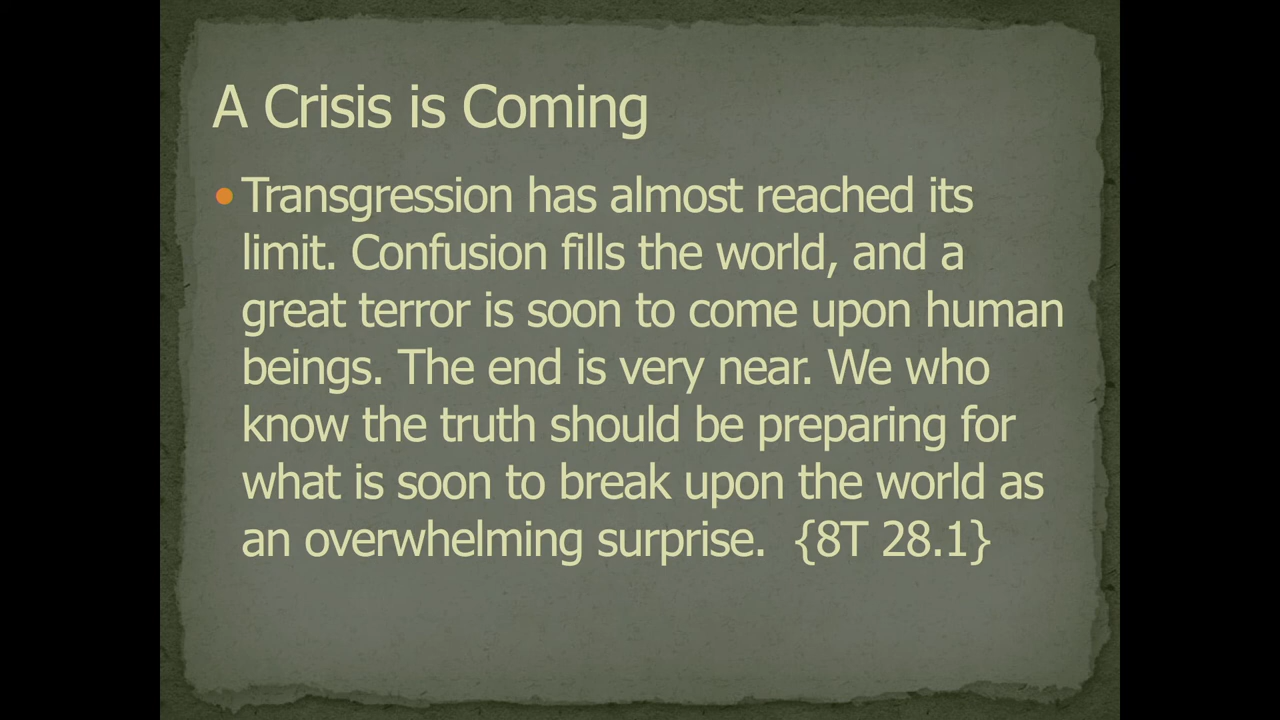 A Crisis is Coming
• Transgression has almost reached its
limit. Confusion fills the world, and a
great terror is soon to come upon human
beings. The end is very near. We who
know the truth should be preparing for
what is soon to break upon the world as
an overwhelming surprise.  {8T 28.1}